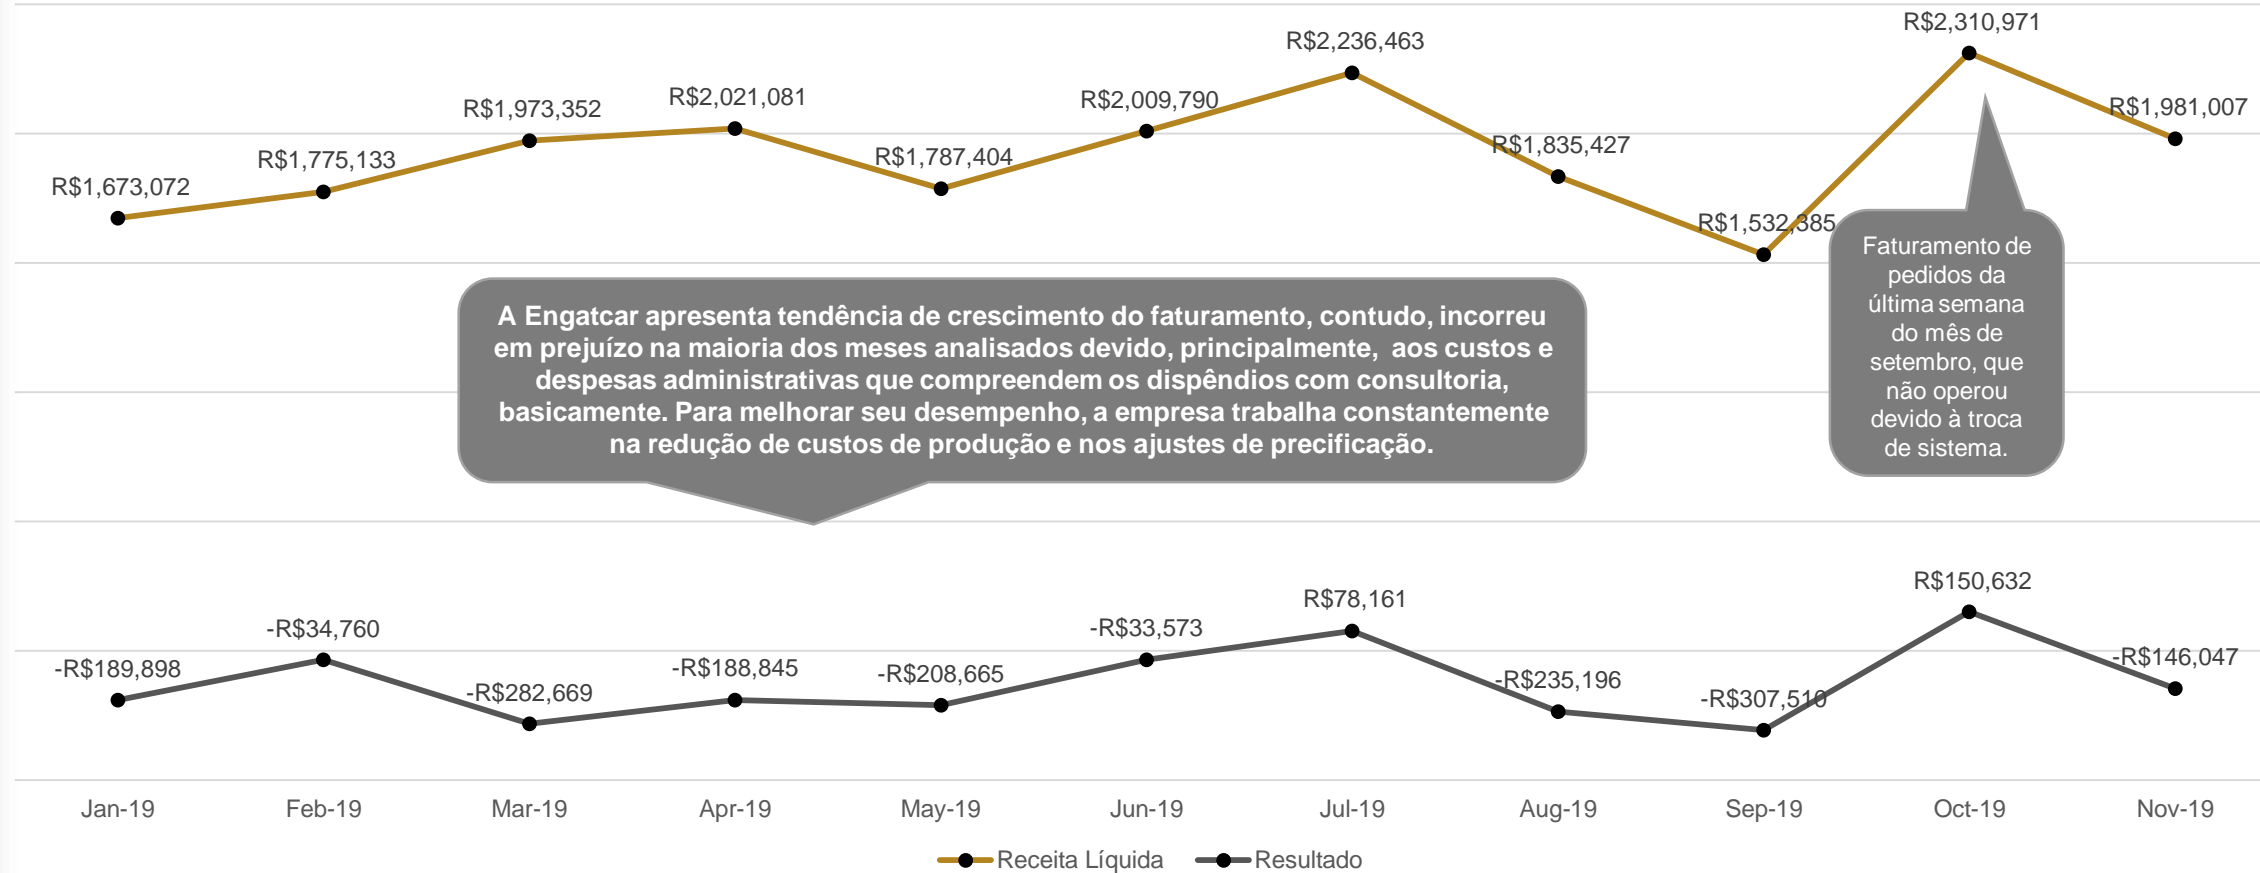 R$1,673,072
R$1,775,133
R$1,973,352
R$2,021,081
R$1,787,404
R$2,009,790
R$2,236,463
R$1,835,427
R$1,532,385
R$2,310,971
R$1,981,007
A Engatcar apresenta tendência de crescimento do faturamento, contudo, incorreu
em prejuízo na maioria dos meses analisados devido, principalmente, aos custos e
despesas administrativas que compreendem os dispêndios com consultoria,
basicamente. Para melhorar seu desempenho, a empresa trabalha constantemente
na redução de custos de produção e nos ajustes de precificação.
Faturamento de
pedidos da
última semana
do mês de
setembro, que
não operou
devido à troca
de sistema.
-R$189,898
-R$34,760
-R$282,669
-R$188,845
-R$208,665
-R$33,573
R$78,161
-R$235,196
-R$307,510
R$150,632
-R$146,047
Jan-19
Feb-19
Mar-19
Apr-19
May-19
Jun-19
Jul-19
Aug-19
Sep-19
Oct-19
Nov-19
Receita Líquida
Resultado